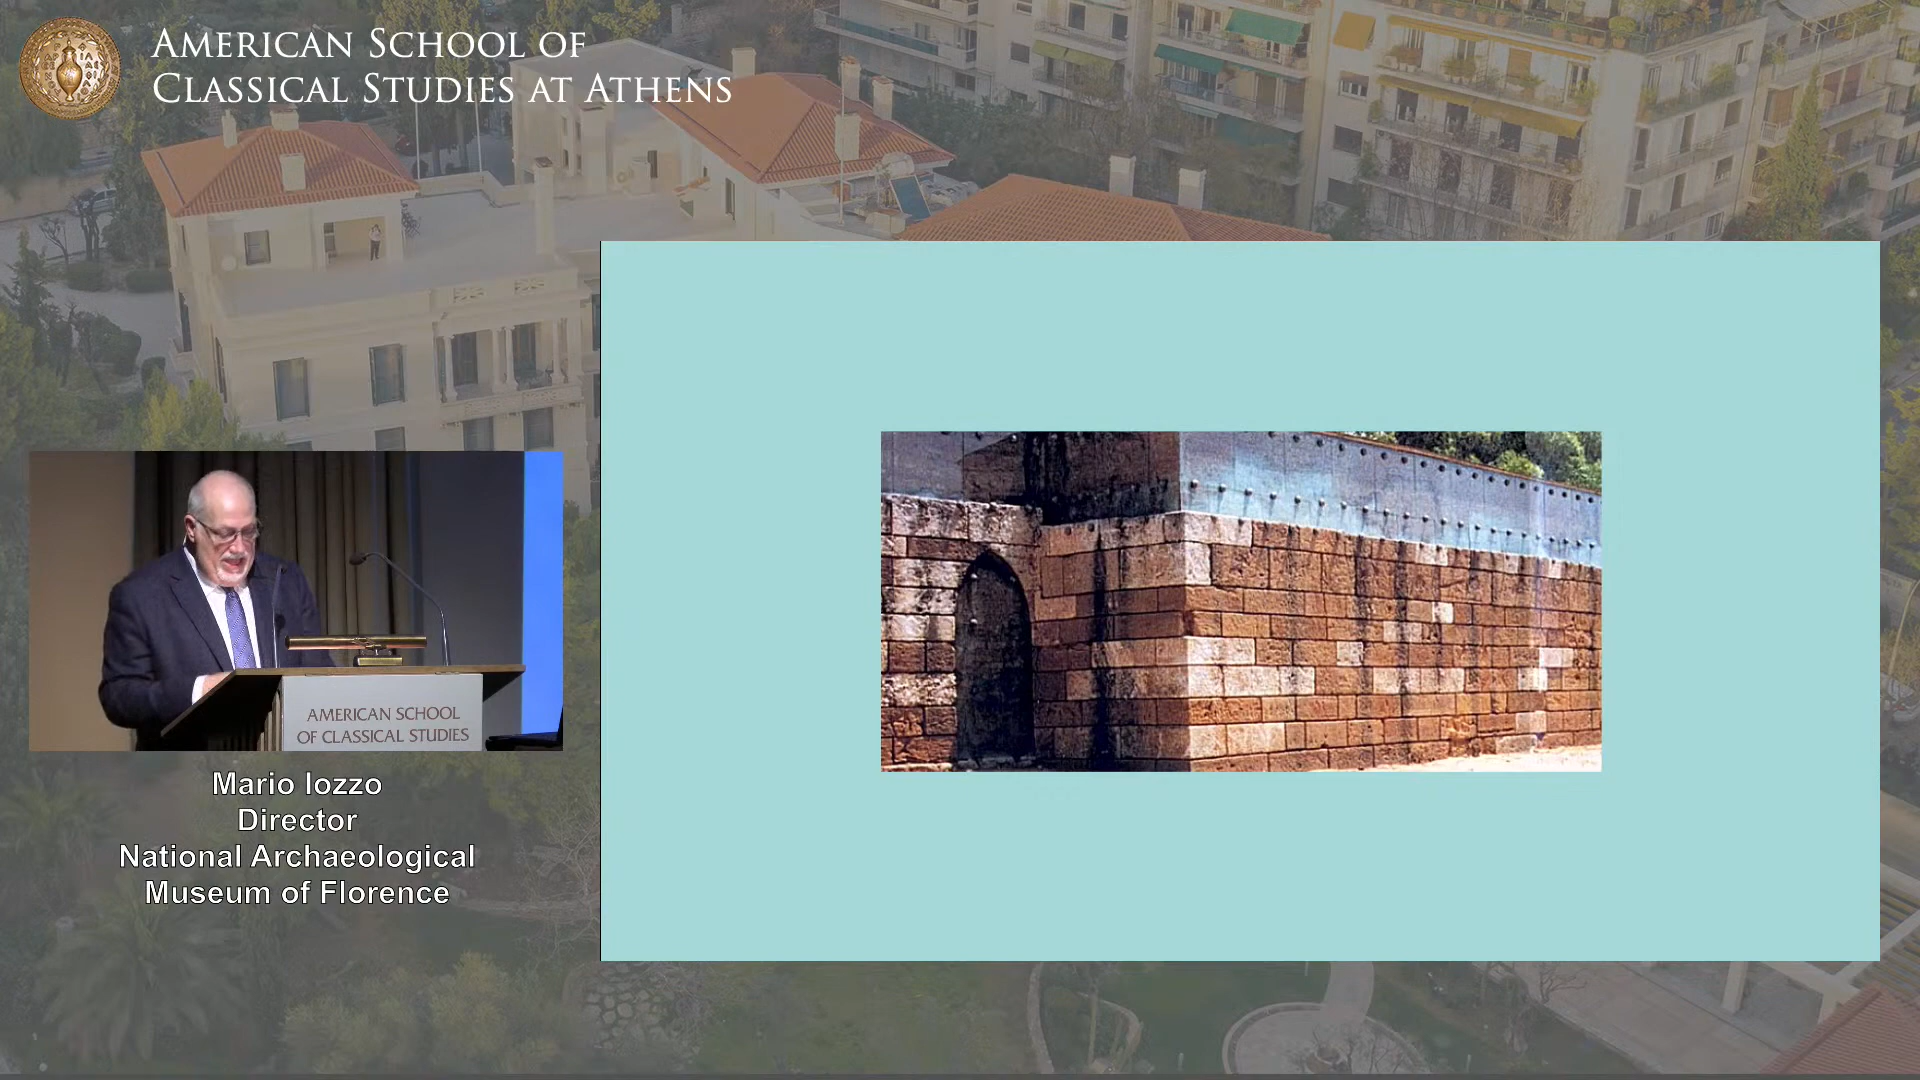 AMERICAN SCHOOL OF
CLASSICAL STUDIES AT ATHENS
AMERICAN SCHOOL
OF CLASSICAL STUDIES
Mario Iozzo
Director
National Archaeological
Museum of Florence